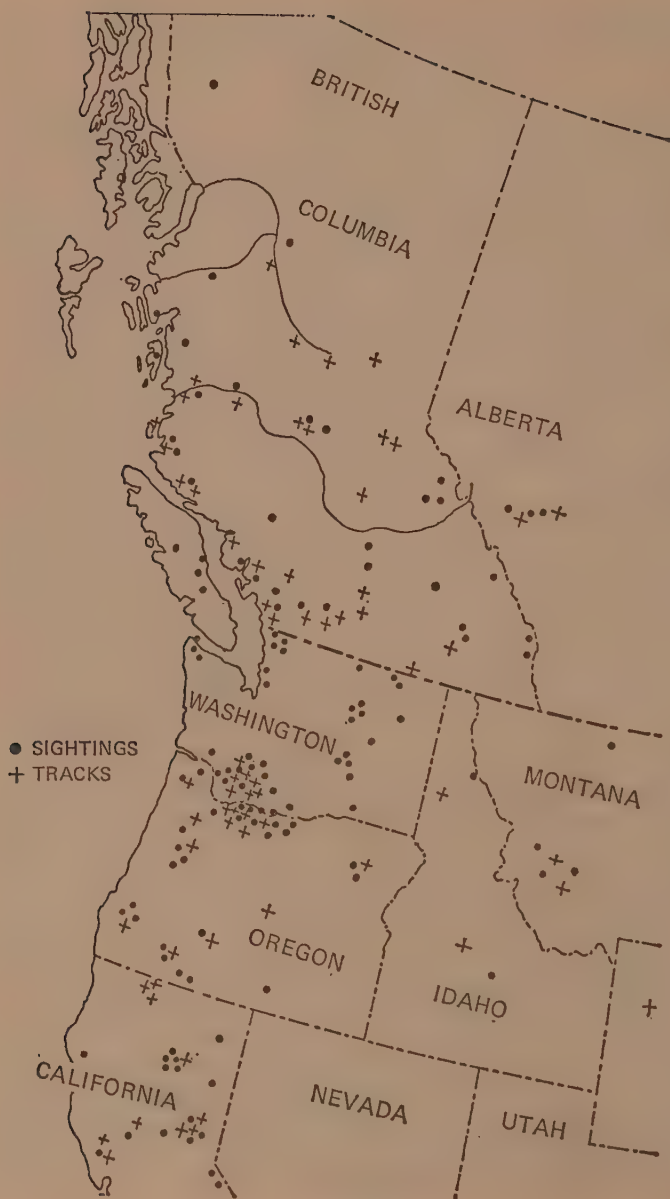 BRITISH
COLUMBIA
ALBERTA
WASHINGTON
● SIGHTINGS
+ TRACKS
MONTANA
OREGON
IDAHO
CALIFORNIA
NEVADA
UTAH